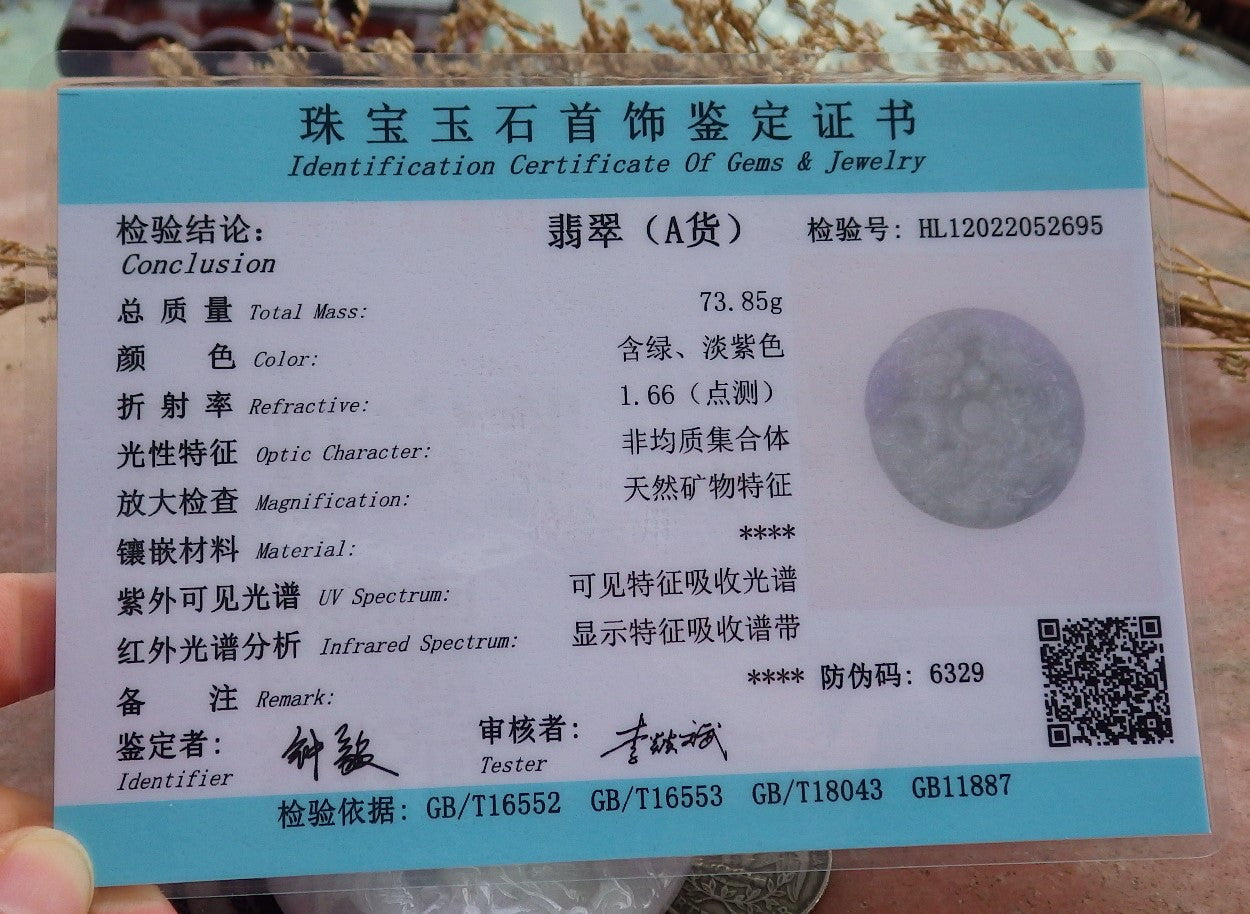 珠宝玉石首饰鉴定证书
Identification Certificate Of Gems & Jewelry
检验结论: 翡翠（A货） 检验号: HL12022052695
Conclusion
总质量 Total Mass: 73.85g
颜色 Color: 含绿、淡紫色
折射率 Refractive: 1.66（点测）
光性特征 Optic Character: 非均质集合体
放大检查 Magnification: 天然矿物特征
镶嵌材料 Material: ****
紫外可见光谱 UV Spectrum: 可见特征吸收光谱
红外光谱分析 Infrared Spectrum: 显示特征吸收谱带
备注 Remark: **** 防伪码: 6329
鉴定者: 审核者:
Identifier Tester
检验依据: GB/T16552 GB/T16553 GB/T18043 GB11887